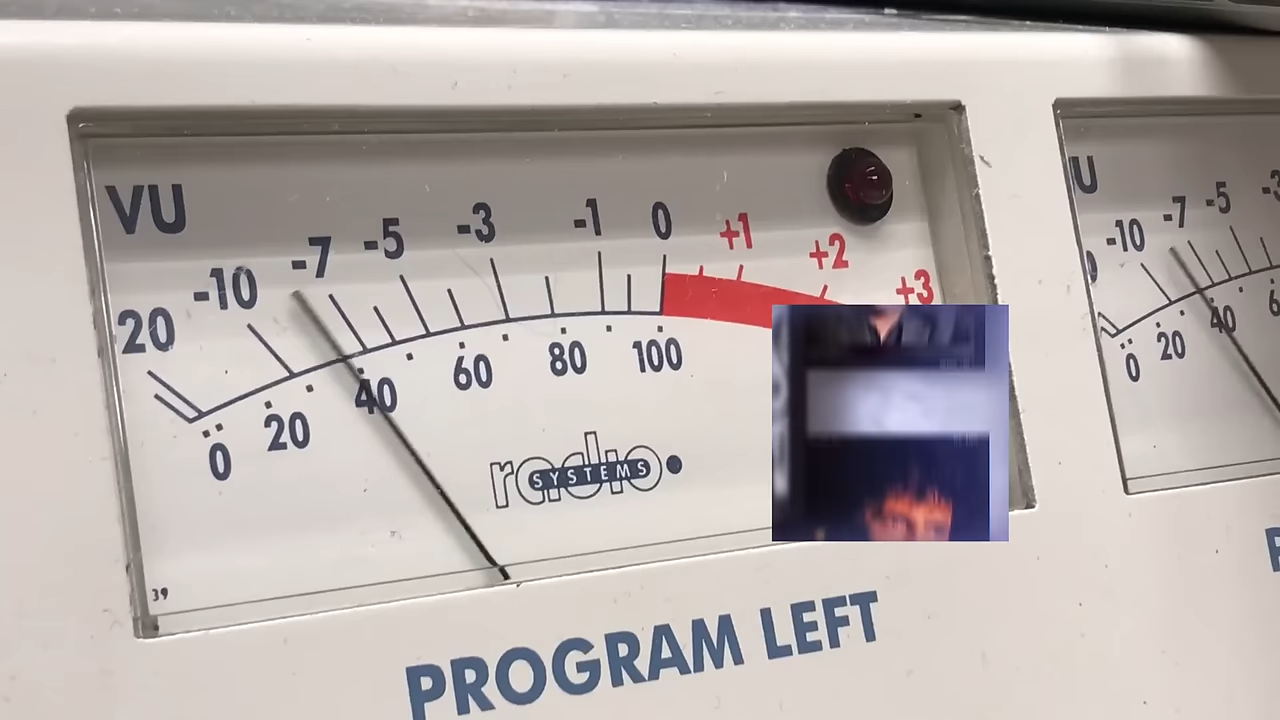 VU
20 -10 -7 -5 -3 -1 0 +1 +2 +3
0 20 40 60 80 100
radio
SYSTEMS
39
PROGRAM LEFT
U
-10 -7 -5
0 20 40